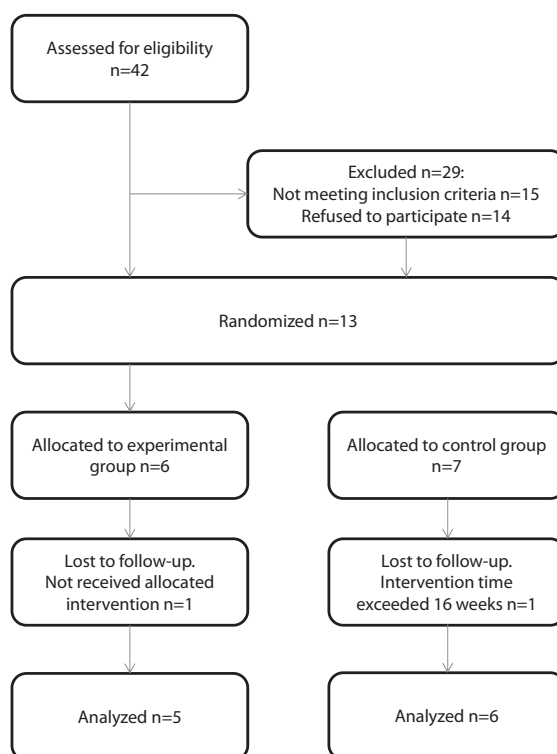 Assessed for eligibility
n=42
Excluded n=29:
Not meeting inclusion criteria n=15
Refused to participate n=14
Randomized n=13
Allocated to experimental
group n=6
Allocated to control group
n=7
Lost to follow-up.
Not received allocated
intervention n=1
Lost to follow-up.
Intervention time
exceeded 16 weeks n=1
Analyzed n=5
Analyzed n=6